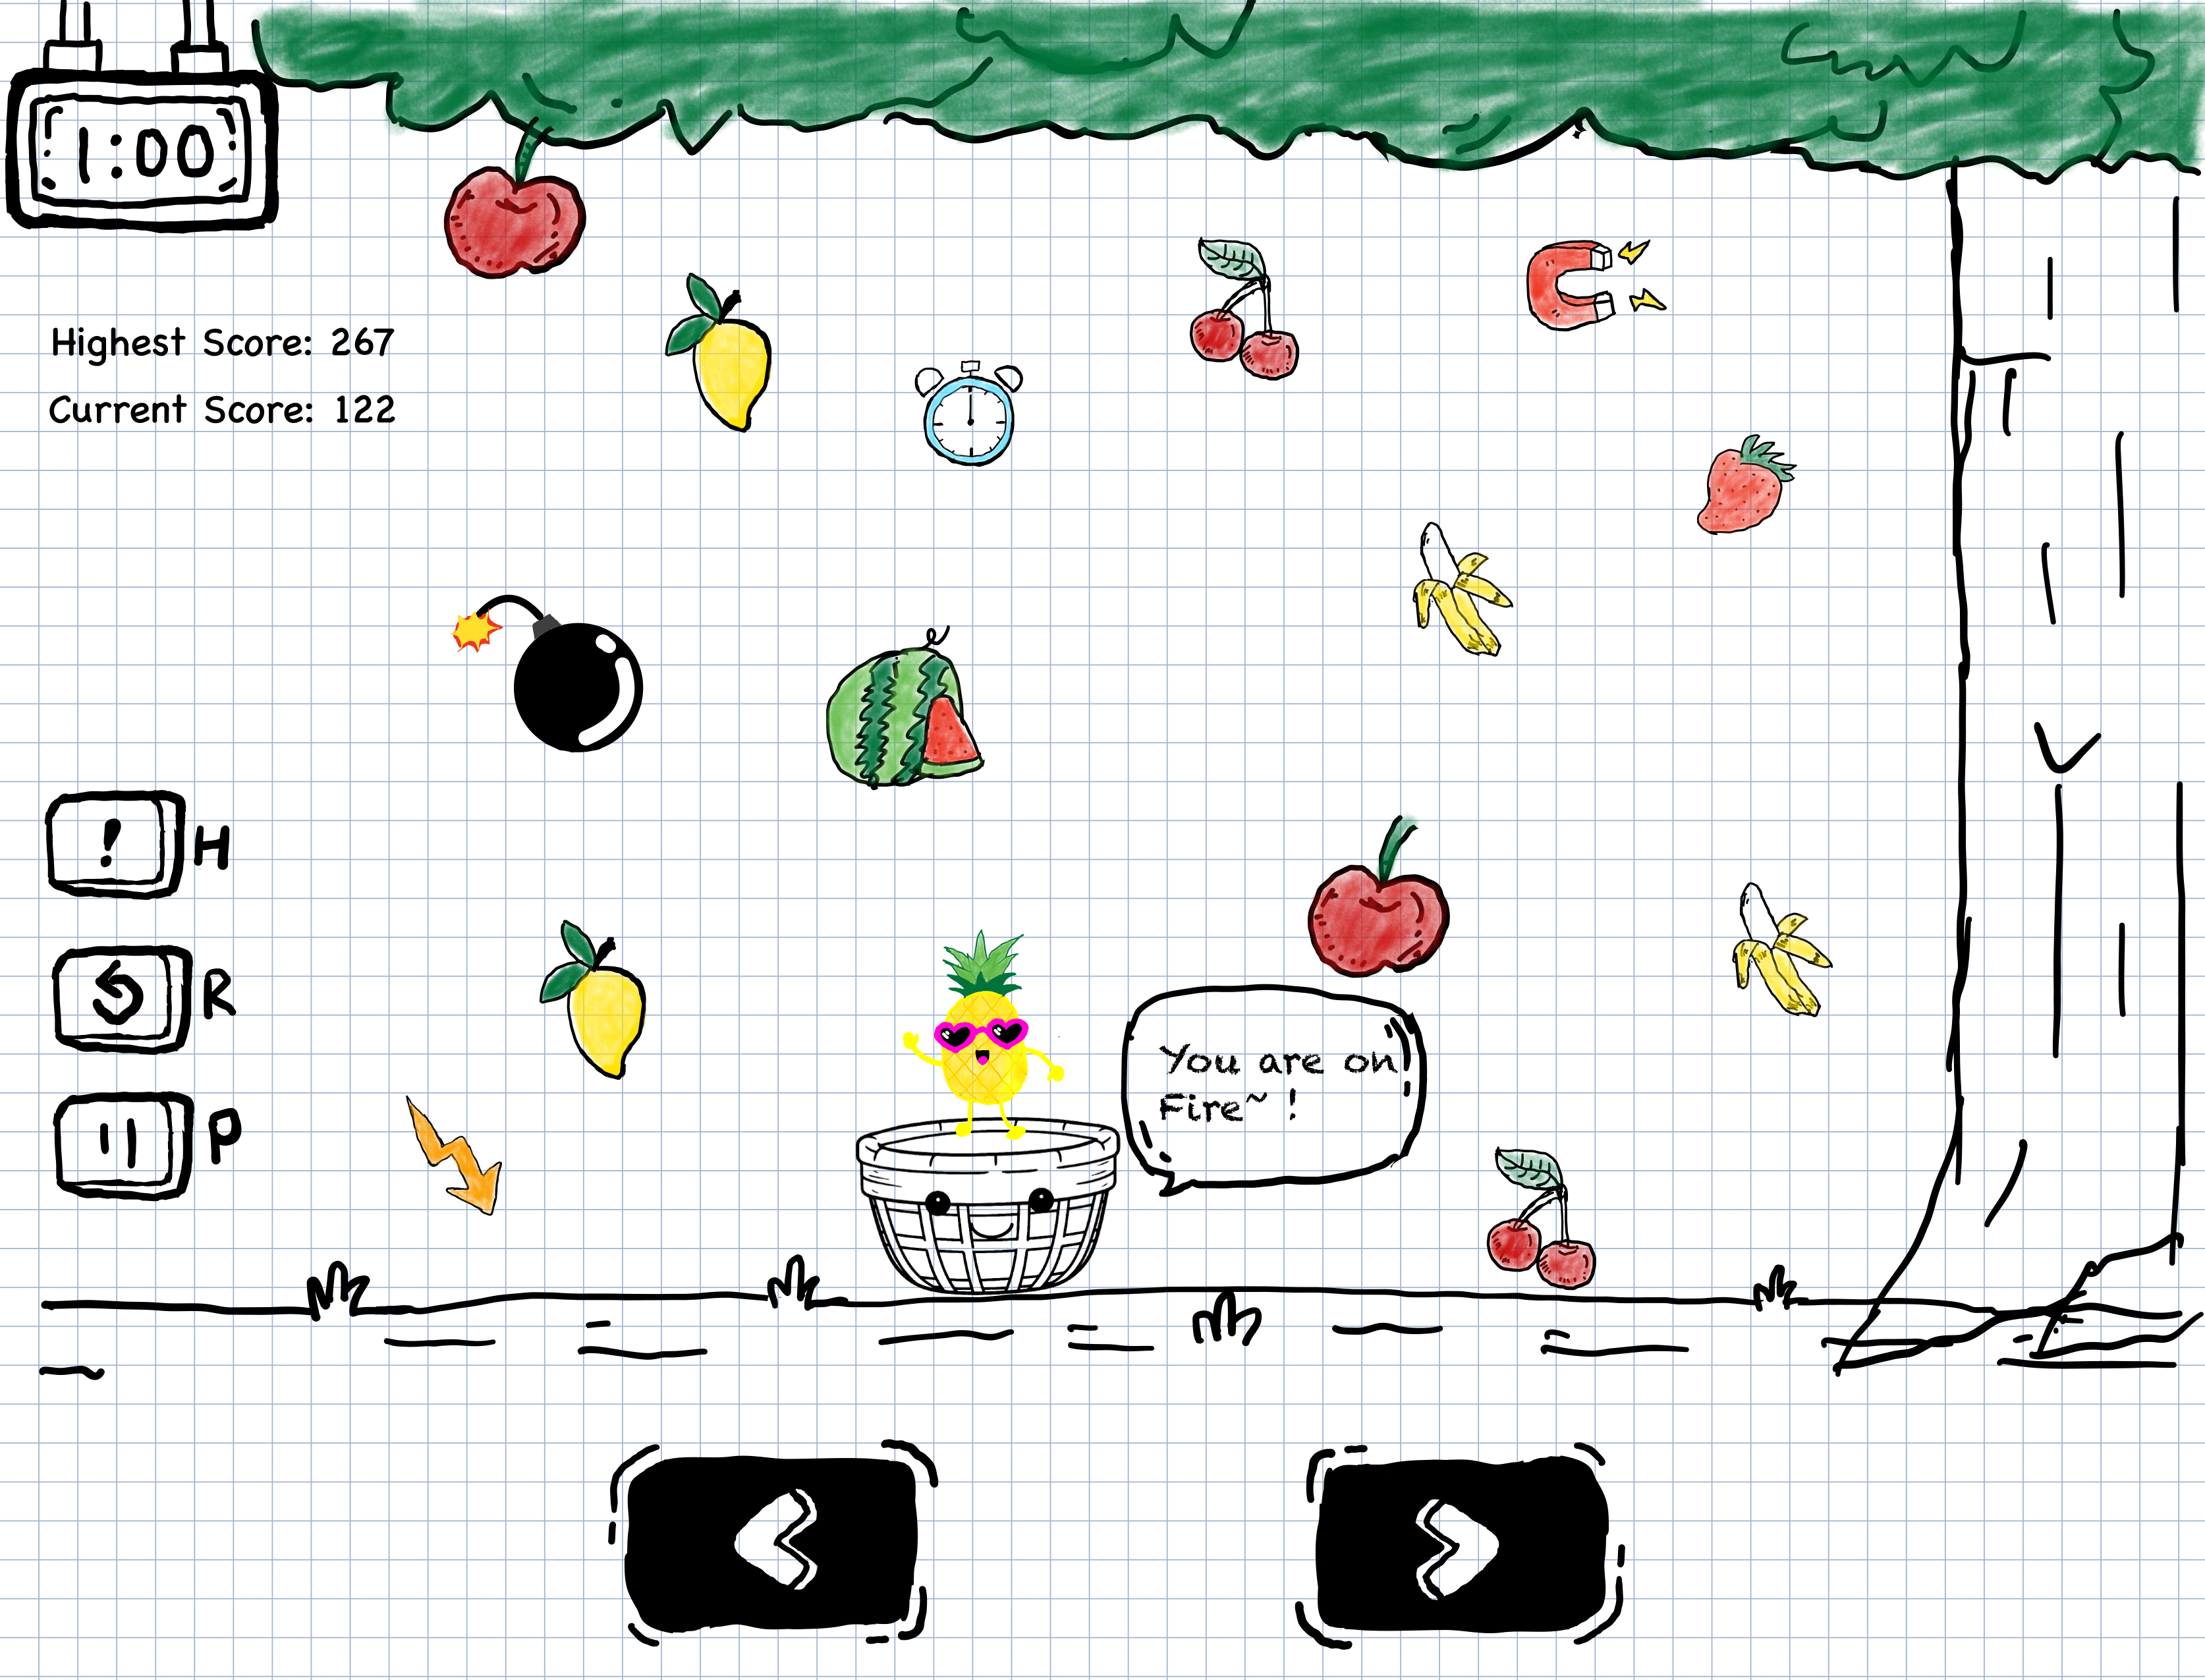 1:00
Highest Score: 267
Current Score: 122
! H
R
P
You are on
Fire~ !